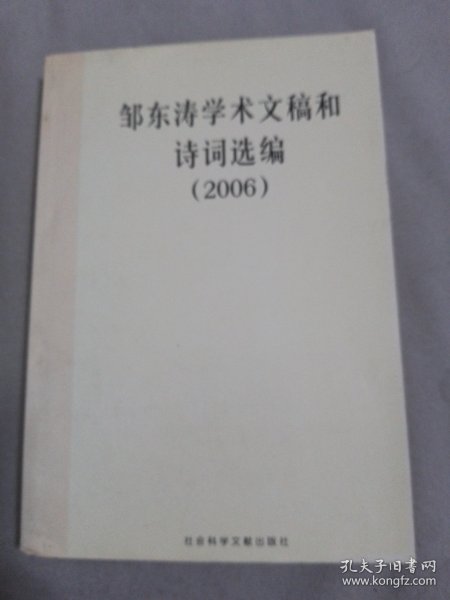 邹东涛学术文稿和
诗词选编
(2006)
社会科学文献出版社
孔夫子旧书网
www.kongfz.com